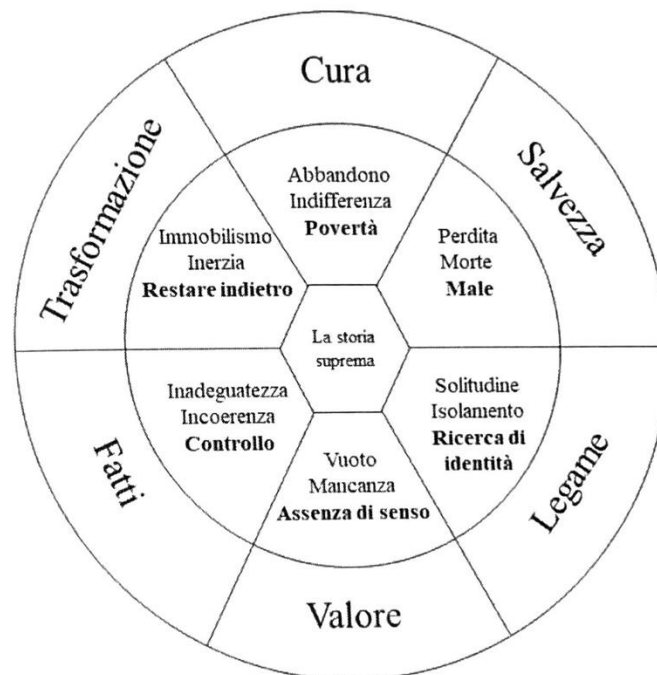 Cura
Salvezza
Legame
Valore
Fatti
Trasformazione
Abbandono
Indifferenza
Povertà
Perdita
Morte
Male
Solitudine
Isolamento
Ricerca di
identità
Vuoto
Mancanza
Assenza di senso
Inadeguatezza
Incoerenza
Controllo
Immobilismo
Inerzia
Restare indietro
La storia
suprema